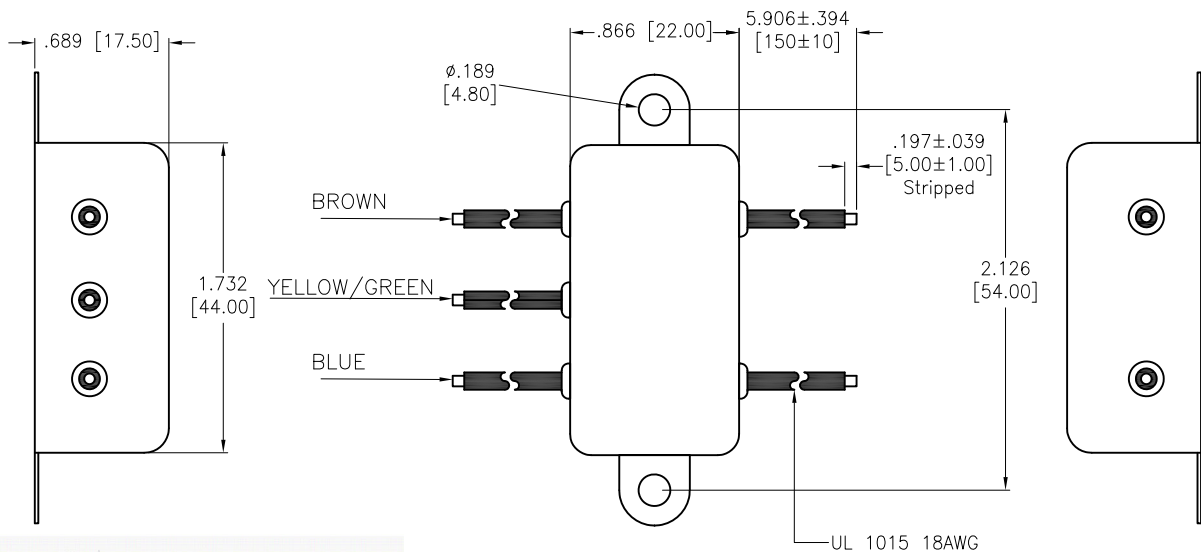 .689 [17.50]
.866 [22.00]
5.906±.394
[150±10]
ø.189
[4.80]
.197±.039
[5.00±1.00]
Stripped
BROWN
1.732
[44.00]
YELLOW/GREEN
2.126
[54.00]
BLUE
UL 1015 18AWG